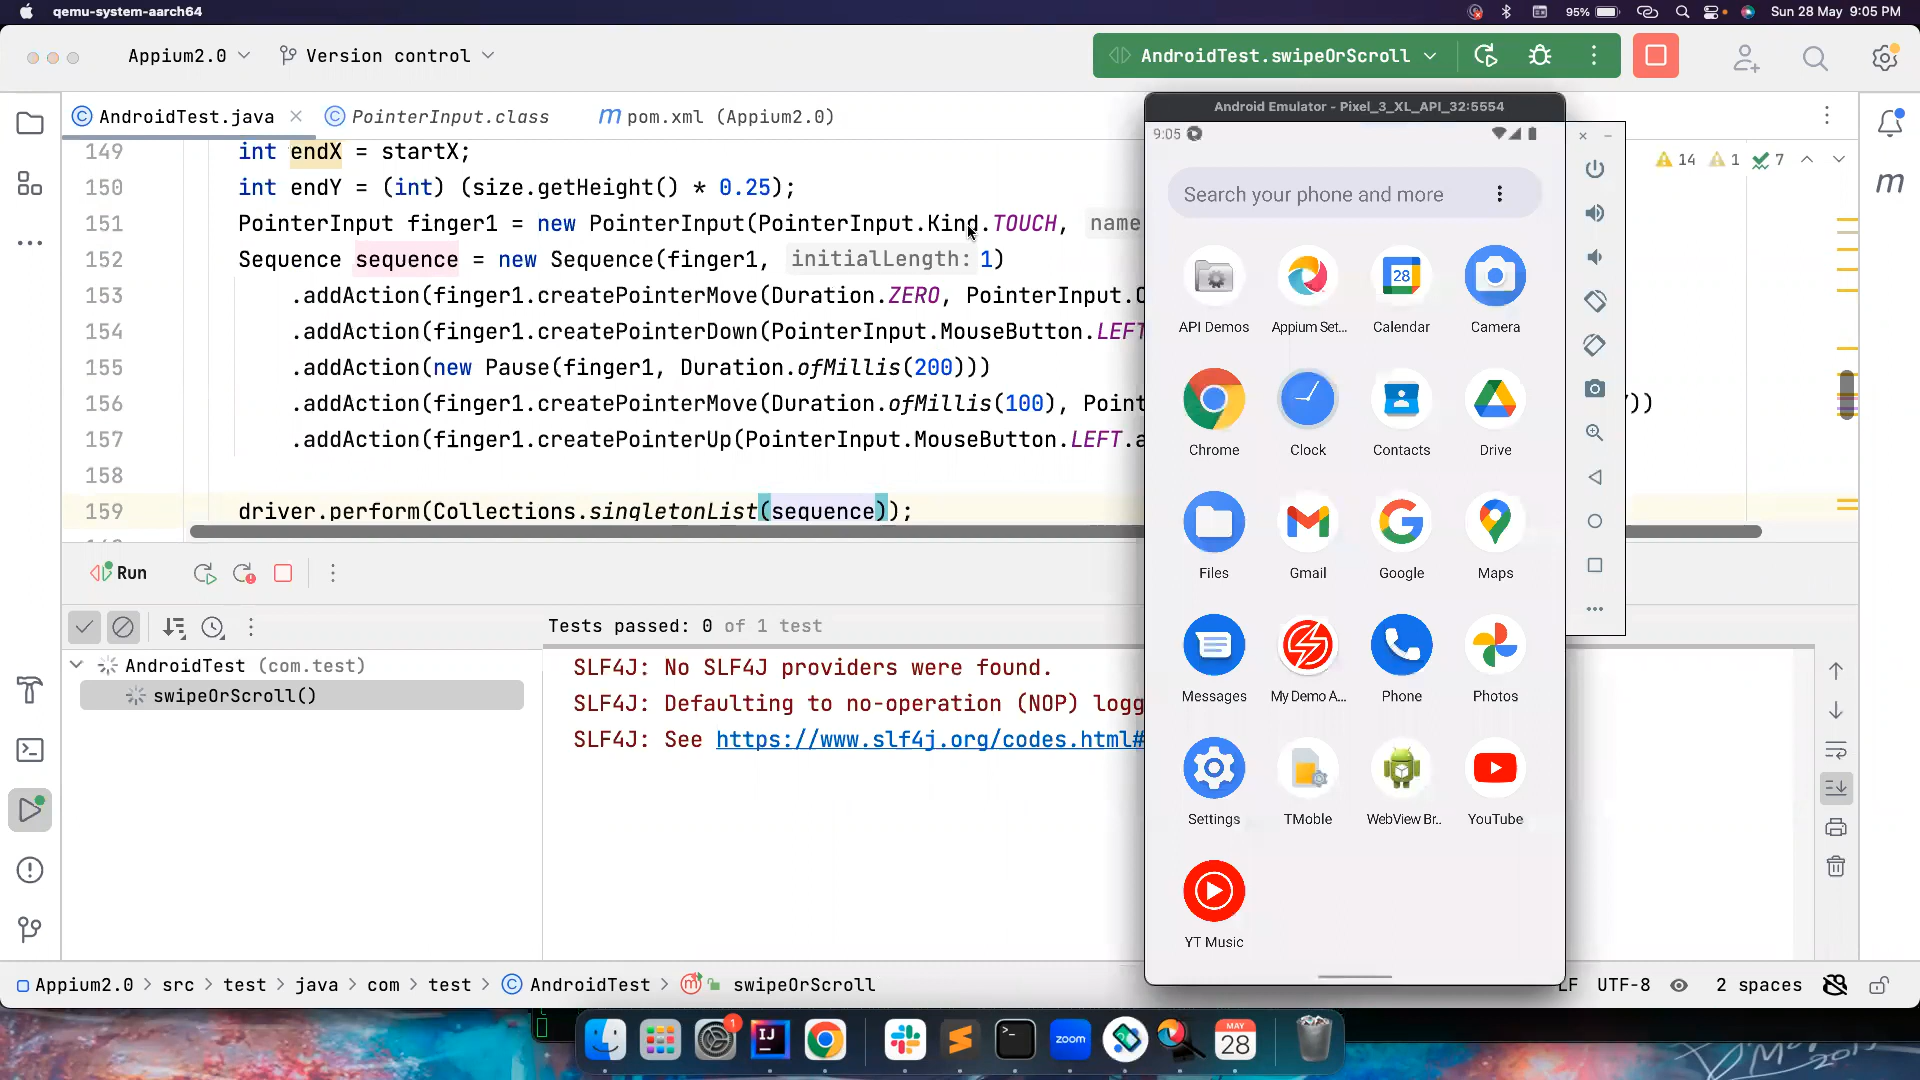 qemu-system-aarch64
95%
Sun 28 May 9:05 PM
Appium2.0
Version control
AndroidTest.swipeOrScroll
AndroidTest.java
PointerInput.class
pom.xml (Appium2.0)
14
1
7
149 int endX = startX;
150 int endY = (int) (size.getHeight() * 0.25);
151 PointerInput finger1 = new PointerInput(PointerInput.Kind.TOUCH, name
152 Sequence sequence = new Sequence(finger1, initialLength: 1)
153 .addAction(finger1.createPointerMove(Duration.ZERO, PointerInput.O
154 .addAction(finger1.createPointerDown(PointerInput.MouseButton.LEFT
155 .addAction(new Pause(finger1, Duration.ofMillis(200)))
156 .addAction(finger1.createPointerMove(Duration.ofMillis(100), Point
))
157 .addAction(finger1.createPointerUp(PointerInput.MouseButton.LEFT.a
158
159 driver.perform(Collections.singletonList(sequence));
Run
Tests passed: 0 of 1 test
AndroidTest (com.test)
swipeOrScroll()
SLF4J: No SLF4J providers were found.
SLF4J: Defaulting to no-operation (NOP) logg
SLF4J: See https://www.slf4j.org/codes.html#
Android Emulator - Pixel_3_XL_API_32:5554
9:05
Search your phone and more
28
API Demos
Appium Set...
Calendar
Camera
Chrome
Clock
Contacts
Drive
Files
Gmail
Google
Maps
Messages
My Demo A...
Phone
Photos
Settings
TMoble
WebView Br..
YouTube
YT Music
Appium2.0 > src > test > java > com > test > AndroidTest > swipeOrScroll
LF
UTF-8
2 spaces
1
IJ
zoom
MAY
28